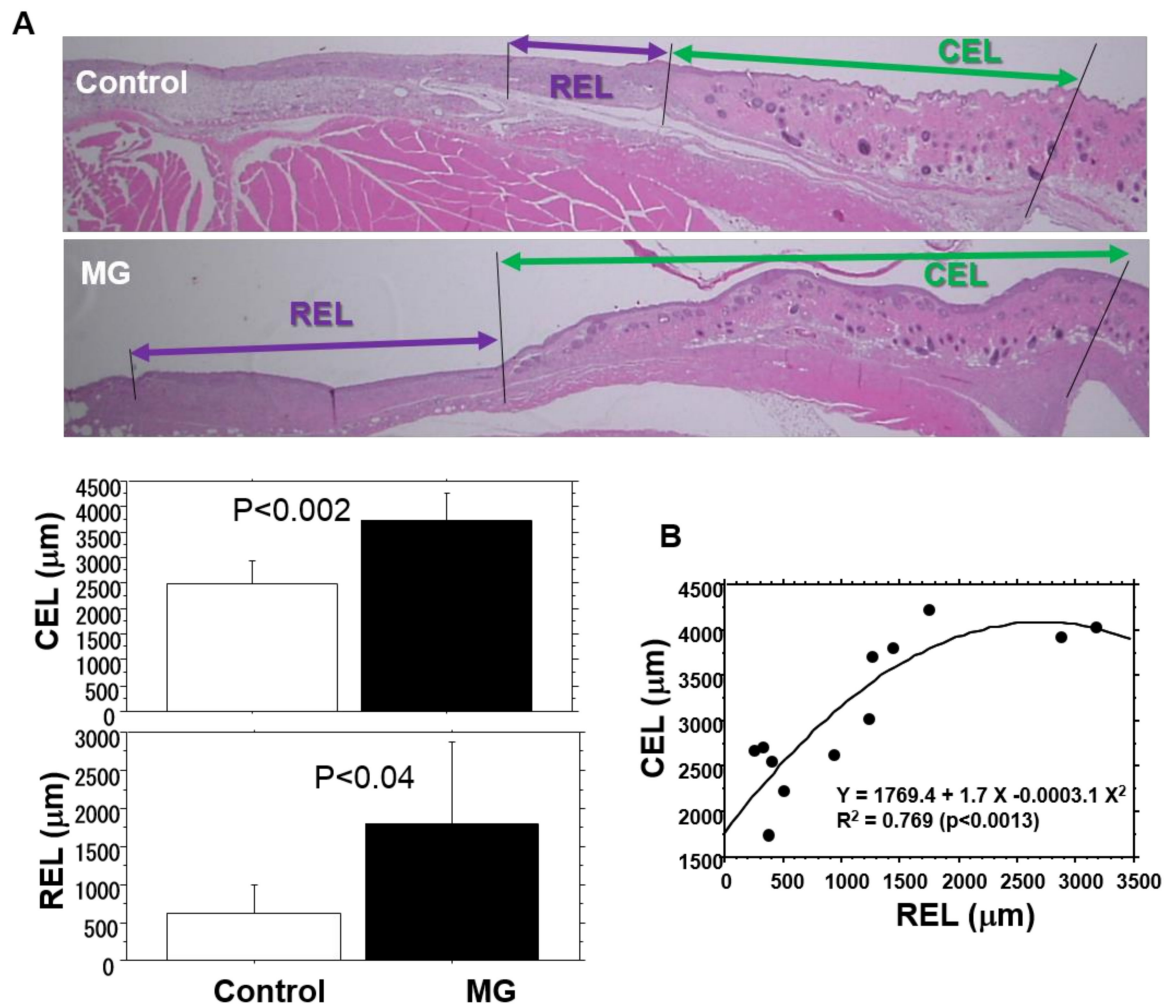 A
Control
REL
CEL
MG
REL
CEL
4500
4000
3500
3000
2500
2000
1500
1000
500
0
CEL (μm)
P<0.002
3000
2500
2000
1500
1000
500
0
REL (μm)
P<0.04
Control MG
B
4500
4000
3500
3000
2500
2000
1500
CEL (μm)
Y = 1769.4 + 1.7 X -0.0003.1 X²
R² = 0.769 (p<0.0013)
0 500 1000 1500 2000 2500 3000 3500
REL (μm)